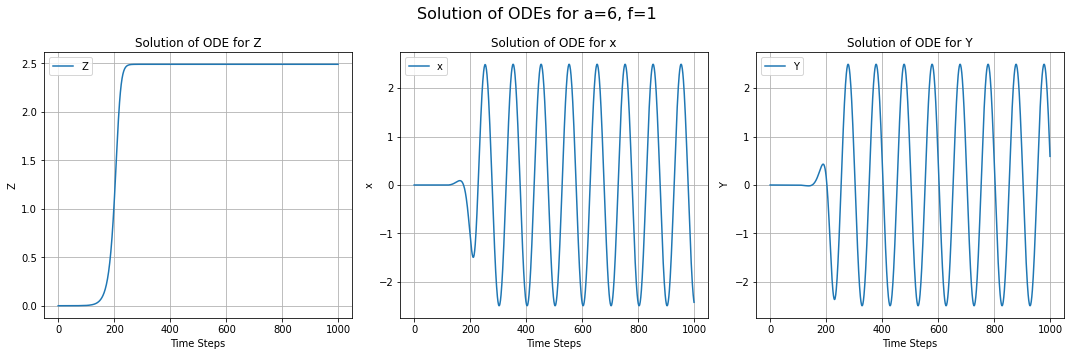 Solution of ODEs for a=6, f=1
Solution of ODE for Z
Z
2.5
2.0
1.5
1.0
0.5
0.0
Z
0 200 400 600 800 1000
Time Steps
Solution of ODE for x
x
2
1
0
−1
−2
x
0 200 400 600 800 1000
Time Steps
Solution of ODE for Y
Y
2
1
0
−1
−2
Y
0 200 400 600 800 1000
Time Steps